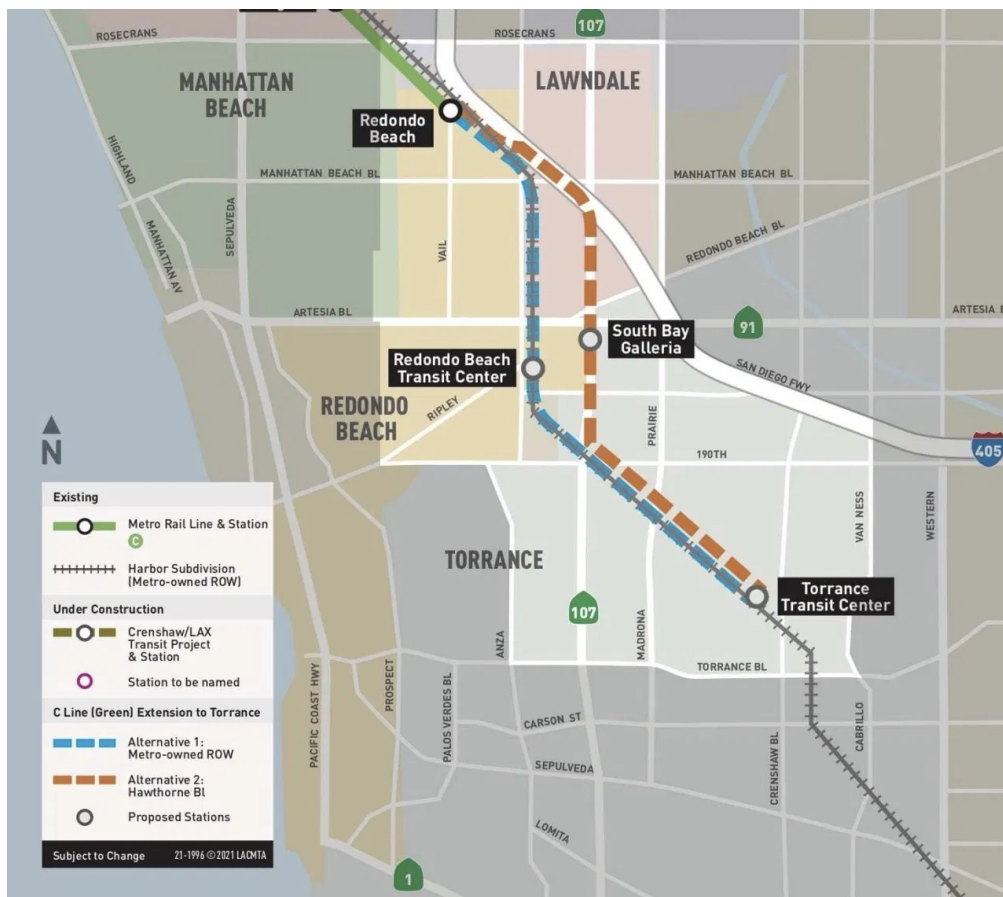 107
ROSECRANS
ROSECRANS
MANHATTAN
BEACH
LAWNDALE
Redondo
Beach
HIGHLAND
MANHATTAN BEACH BL
MANHATTAN BEACH BL
SEPULVEDA
MANHATTAN AV
VAIL
REDONDO BEACH BL
ARTESIA BL
ARTESIA B
91
South Bay
Galleria
Redondo Beach
Transit Center
SAN DIEGO FWY
REDONDO
BEACH
RIPLEY
PRAIRIE
N
190TH
405
VAN NESS
WESTERN
TORRANCE
Torrance
Transit Center
107
ANZA
MADRONA
TORRANCE BL
PACIFIC COAST HWY
PROSPECT
PALOS VERDES BL
CARSON ST
CRENSHAW BL
CABRILLO
SEPULVEDA
LOMITA
1
Existing
Metro Rail Line & Station
C
Harbor Subdivision
(Metro-owned ROW)
Under Construction
Crenshaw/LAX
Transit Project
& Station
Station to be named
C Line (Green) Extension to Torrance
Alternative 1:
Metro-owned ROW
Alternative 2:
Hawthorne Bl
Proposed Stations
Subject to Change 21-1996 ©2021 LACMTA